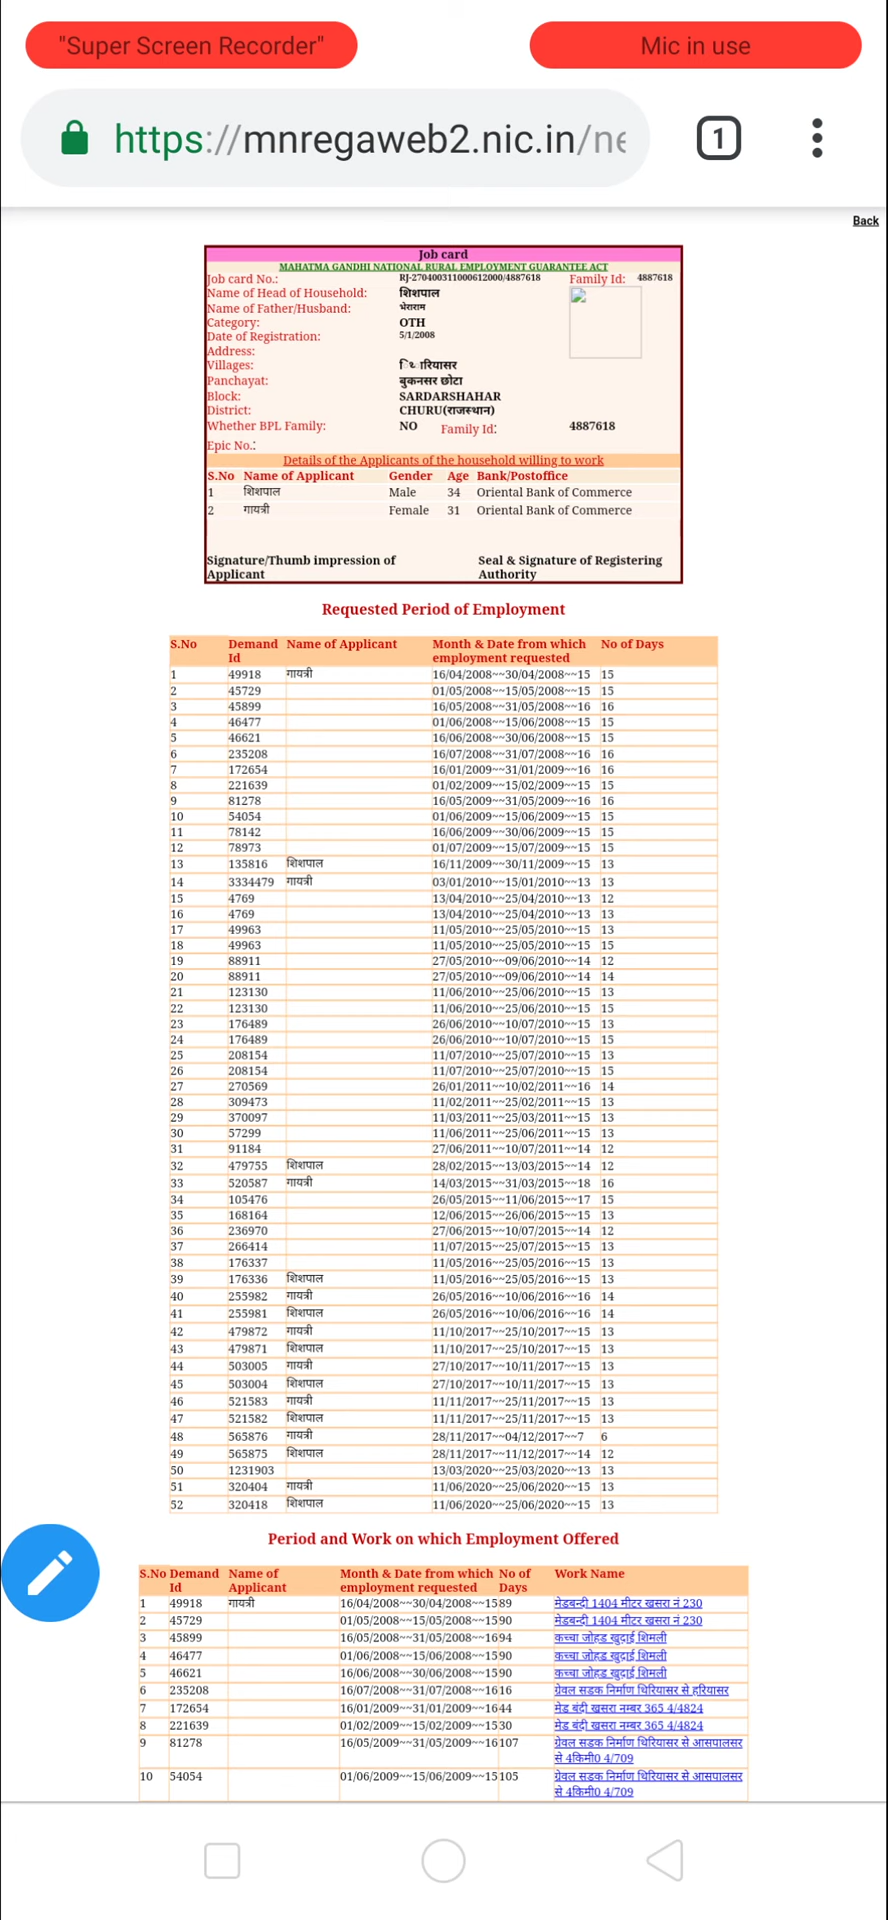 "Super Screen Recorder" Mic in use
https://mnregaweb2.nic.in/ne 1
Back
Job card
MAHATMA GANDHI NATIONAL RURAL EMPLOYMENT GUARANTEE ACT
Job card No.: RJ-270400311000612000/4887618 Family Id: 4887618
Name of Head of Household: शिशपाल
Name of Father/Husband: भेराराम
Category: OTH
Date of Registration: 5/1/2008
Address:
Villages: रियासर
Panchayat: बुकनसर छोटा
Block: SARDARSHAHAR
District: CHURU(राजस्थान)
Whether BPL Family: NO Family Id: 4887618
Epic No.:
Details of the Applicants of the household willing to work
S.No Name of Applicant Gender Age Bank/Postoffice
1 शिशपाल Male 34 Oriental Bank of Commerce
2 गायत्री Female 31 Oriental Bank of Commerce
Signature/Thumb impression of Seal & Signature of Registering
Applicant Authority
Requested Period of Employment
S.No Demand Name of Applicant Month & Date from which No of Days
Id employment requested
1 49918 गायत्री 16/04/2008~~30/04/2008~~15 15
2 45729 01/05/2008~~15/05/2008~~15 15
3 45899 16/05/2008~~31/05/2008~~16 16
4 46477 01/06/2008~~15/06/2008~~15 15
5 46621 16/06/2008~~30/06/2008~~15 15
6 235208 16/07/2008~~31/07/2008~~16 16
7 172654 16/01/2009~~31/01/2009~~16 16
8 221639 01/02/2009~~15/02/2009~~15 15
9 81278 16/05/2009~~31/05/2009~~16 16
10 54054 01/06/2009~~15/06/2009~~15 15
11 78142 16/06/2009~~30/06/2009~~15 15
12 78973 01/07/2009~~15/07/2009~~15 15
13 135816 शिशपाल 16/11/2009~~30/11/2009~~15 13
14 3334479 गायत्री 03/01/2010~~15/01/2010~~13 13
15 4769 13/04/2010~~25/04/2010~~13 12
16 4769 13/04/2010~~25/04/2010~~13 13
17 49963 11/05/2010~~25/05/2010~~15 13
18 49963 11/05/2010~~25/05/2010~~15 15
19 88911 27/05/2010~~09/06/2010~~14 12
20 88911 27/05/2010~~09/06/2010~~14 14
21 123130 11/06/2010~~25/06/2010~~15 13
22 123130 11/06/2010~~25/06/2010~~15 15
23 176489 26/06/2010~~10/07/2010~~15 13
24 176489 26/06/2010~~10/07/2010~~15 15
25 208154 11/07/2010~~25/07/2010~~15 13
26 208154 11/07/2010~~25/07/2010~~15 15
27 270569 26/01/2011~~10/02/2011~~16 14
28 309473 11/02/2011~~25/02/2011~~15 13
29 370097 11/03/2011~~25/03/2011~~15 13
30 57299 11/06/2011~~25/06/2011~~15 13
31 91184 27/06/2011~~10/07/2011~~14 12
32 479755 शिशपाल 28/02/2015~~13/03/2015~~14 12
33 520587 गायत्री 14/03/2015~~31/03/2015~~18 16
34 105476 26/05/2015~~11/06/2015~~17 15
35 168164 12/06/2015~~26/06/2015~~15 13
36 236970 27/06/2015~~10/07/2015~~14 12
37 266414 11/07/2015~~25/07/2015~~15 13
38 176337 11/05/2016~~25/05/2016~~15 13
39 176336 शिशपाल 11/05/2016~~25/05/2016~~15 13
40 255982 गायत्री 26/05/2016~~10/06/2016~~16 14
41 255981 शिशपाल 26/05/2016~~10/06/2016~~16 14
42 479872 गायत्री 11/10/2017~~25/10/2017~~15 13
43 479871 शिशपाल 11/10/2017~~25/10/2017~~15 13
44 503005 गायत्री 27/10/2017~~10/11/2017~~15 13
45 503004 शिशपाल 27/10/2017~~10/11/2017~~15 13
46 521583 गायत्री 11/11/2017~~25/11/2017~~15 13
47 521582 शिशपाल 11/11/2017~~25/11/2017~~15 13
48 565876 गायत्री 28/11/2017~~04/12/2017~~7 6
49 565875 शिशपाल 28/11/2017~~11/12/2017~~14 12
50 1231903 13/03/2020~~25/03/2020~~13 13
51 320404 गायत्री 11/06/2020~~25/06/2020~~15 13
52 320418 शिशपाल 11/06/2020~~25/06/2020~~15 13
Period and Work on which Employment Offered
S.No Demand Name of Month & Date from which No of Work Name
Id Applicant employment requested Days
1 49918 गायत्री 16/04/2008~~30/04/2008~~15 89 मेडबन्दी 1404 मीटर खसरा नं 230
2 45729 01/05/2008~~15/05/2008~~15 90 मेडबन्दी 1404 मीटर खसरा नं 230
3 45899 16/05/2008~~31/05/2008~~16 94 कच्चा जोहड खुदाई शिमली
4 46477 01/06/2008~~15/06/2008~~15 90 कच्चा जोहड खुदाई शिमली
5 46621 16/06/2008~~30/06/2008~~15 90 कच्चा जोहड खुदाई शिमली
6 235208 16/07/2008~~31/07/2008~~16 16 ग्रेवल सडक निर्माण थिरियासर से हरियासर
7 172654 16/01/2009~~31/01/2009~~16 44 मेड बंदी खसरा नम्बर 365 4/4824
8 221639 01/02/2009~~15/02/2009~~15 30 मेड बंदी खसरा नम्बर 365 4/4824
9 81278 16/05/2009~~31/05/2009~~16 107 ग्रेवल सडक निर्माण थिरियासर से आसपालसर
से 4किमी0 4/709
10 54054 01/06/2009~~15/06/2009~~15 105 ग्रेवल सडक निर्माण थिरियासर से आसपालसर
से 4किमी0 4/709